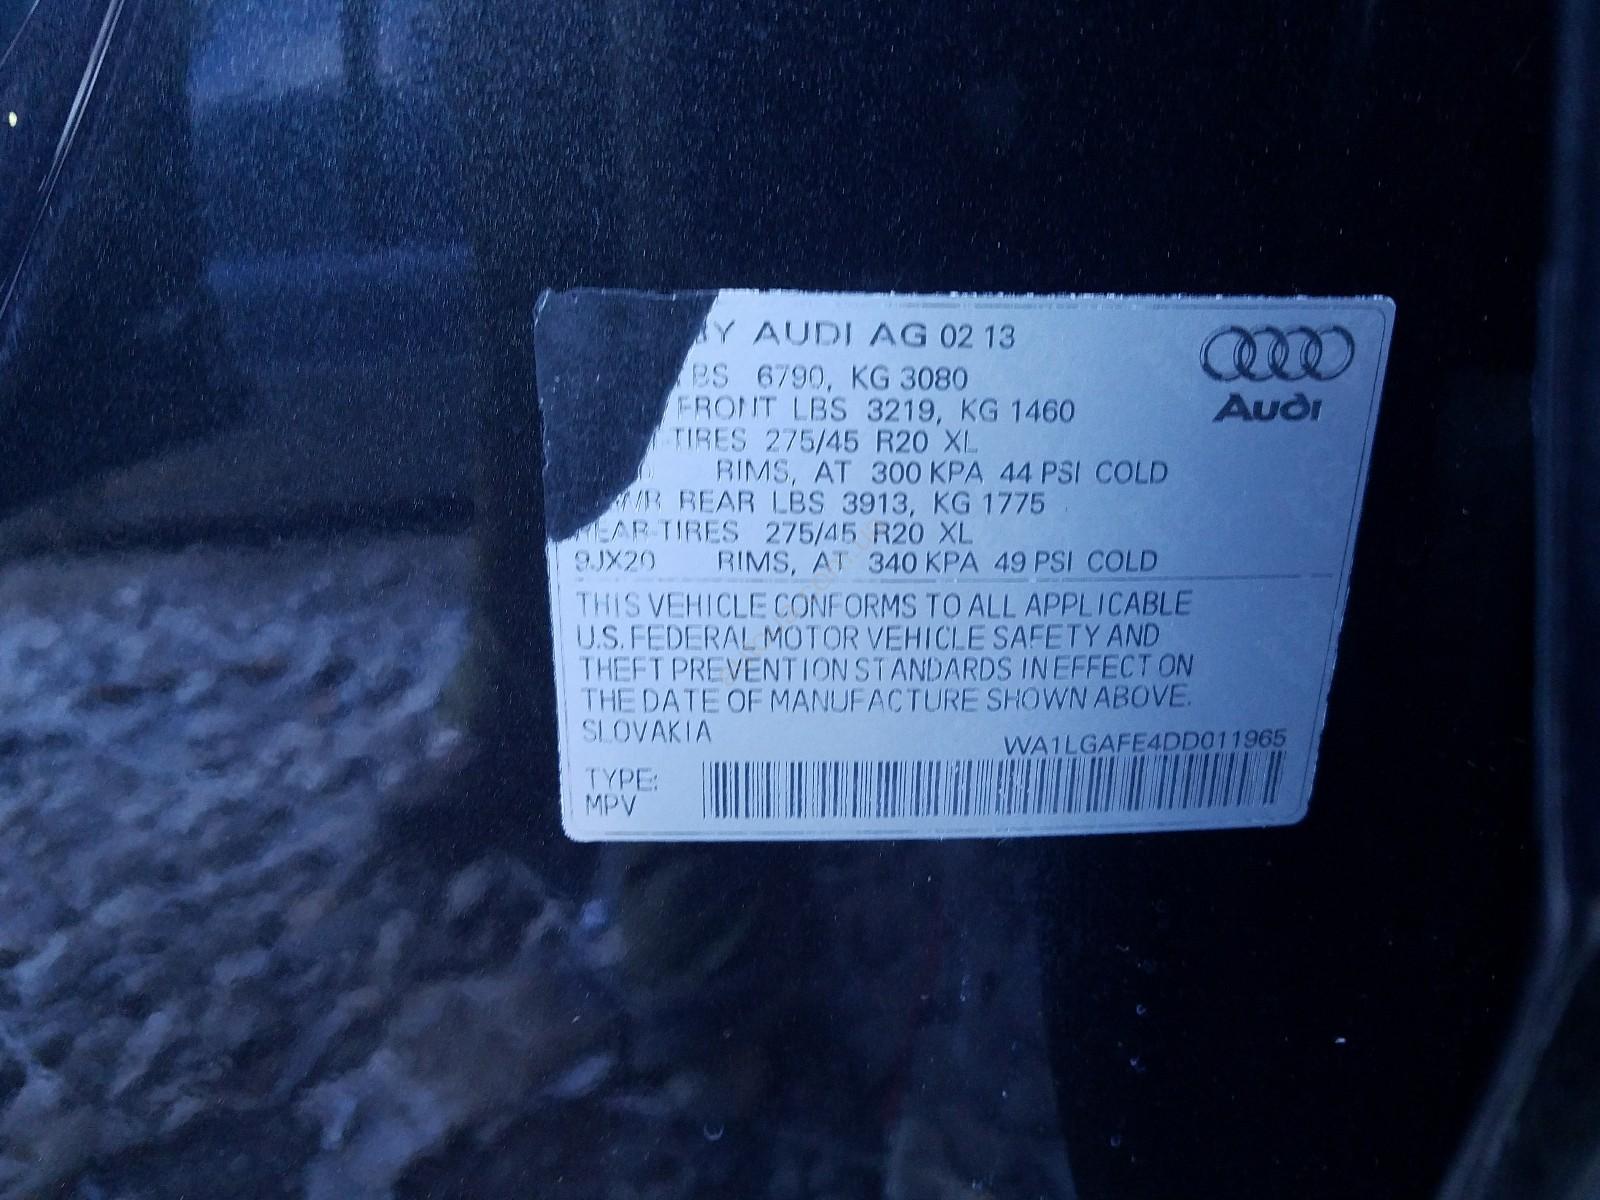 BY AUDI AG 02 13
LBS 6790, KG 3080
FRONT LBS 3219, KG 1460
TIRES 275/45 R20 XL
RIMS, AT 300 KPA 44 PSI COLD
REAR LBS 3913, KG 1775
REAR-TIRES 275/45 R20 XL
9JX20 RIMS, AT 340 KPA 49 PSI COLD
Audi
THIS VEHICLE CONFORMS TO ALL APPLICABLE
U.S. FEDERAL MOTOR VEHICLE SAFETY AND
THEFT PREVENTION STANDARDS IN EFFECT ON
THE DATE OF MANUFACTURE SHOWN ABOVE.
SLOVAKIA
WA1LGAFE4DD011965
TYPE:
MPV